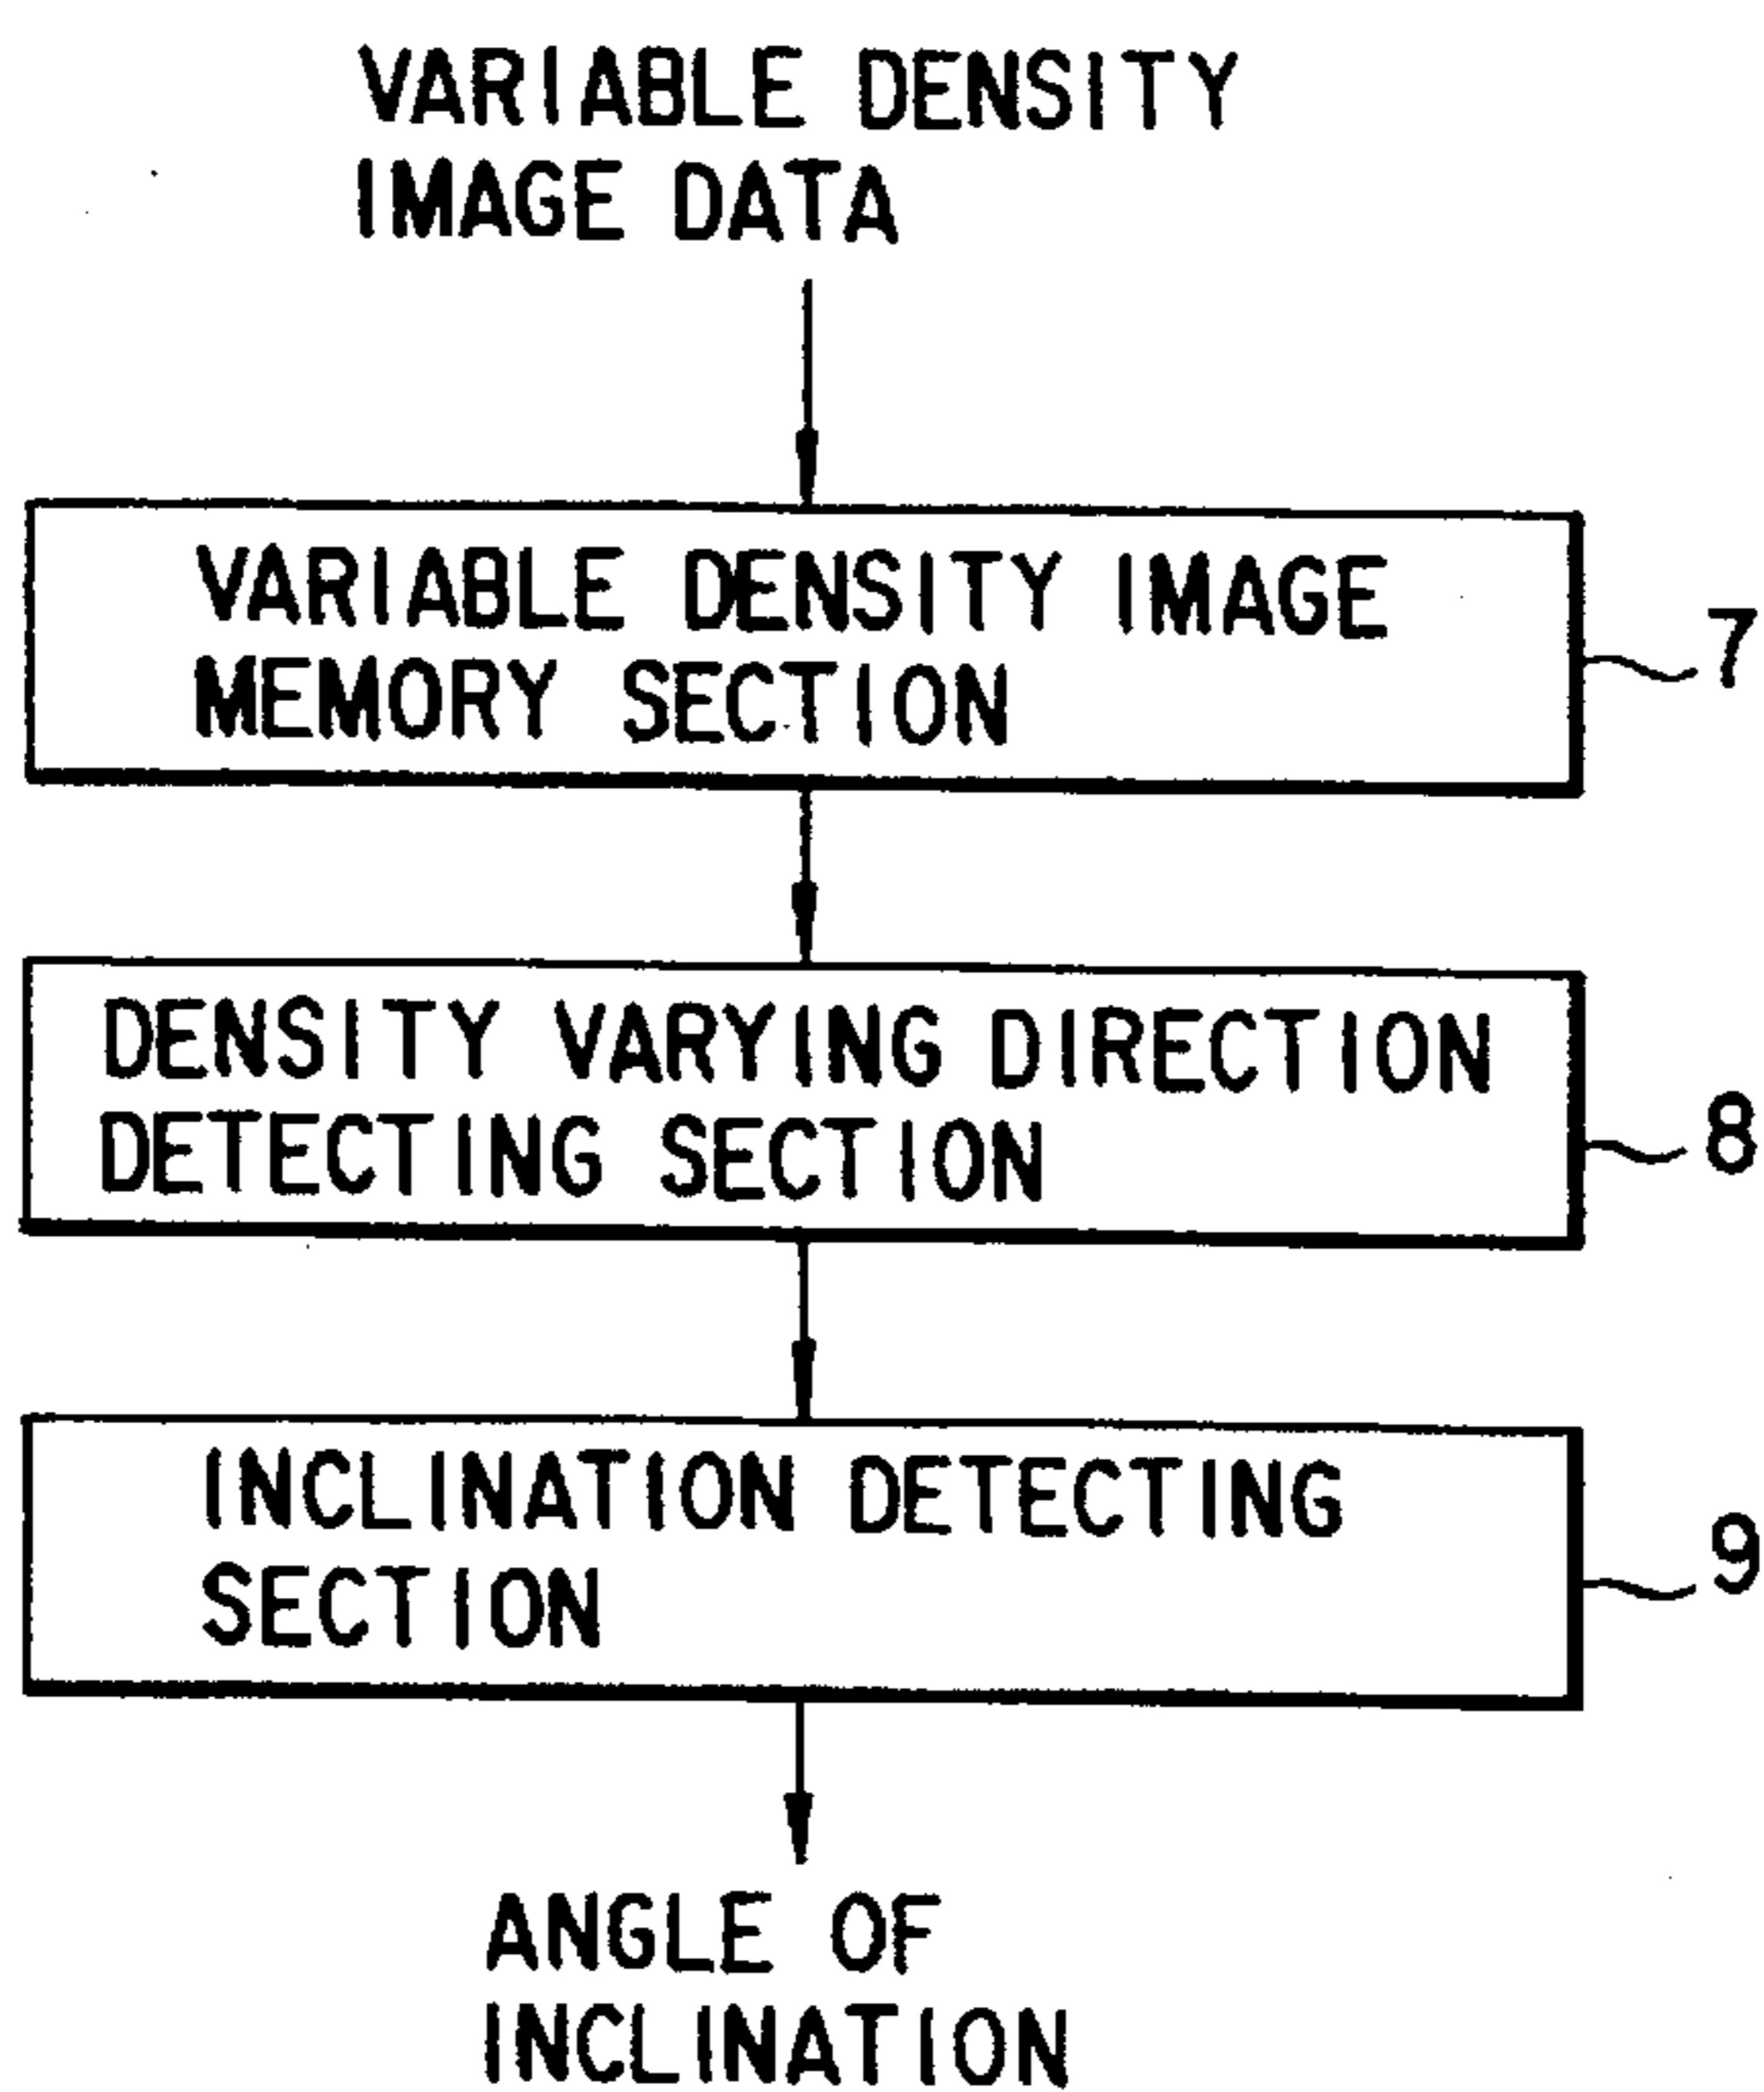 VARIABLE DENSITY
IMAGE DATA
VARIABLE DENSITY IMAGE
MEMORY SECTION
7
DENSITY VARYING DIRECTION
DETECTING SECTION
8
INCLINATION DETECTING
SECTION
9
ANGLE OF
INCLINATION